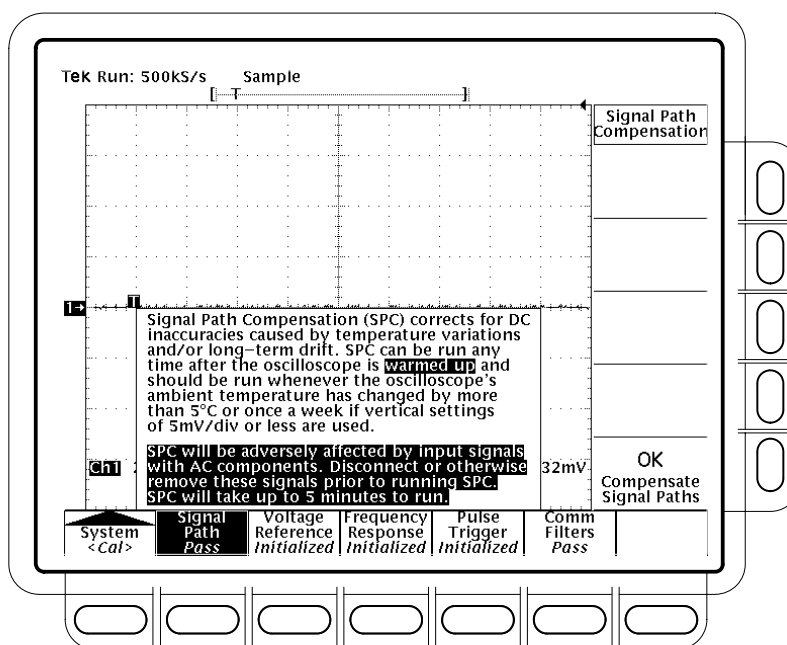 Tek Run: 500kS/s Sample
[ T ]
Signal Path
Compensation
1→
T
Signal Path Compensation (SPC) corrects for DC
inaccuracies caused by temperature variations
and/or long-term drift. SPC can be run any
time after the oscilloscope is warmed up and
should be run whenever the oscilloscope's
ambient temperature has changed by more
than 5°C or once a week if vertical settings
of 5mV/div or less are used.
SPC will be adversely affected by input signals
with AC components. Disconnect or otherwise
remove these signals prior to running SPC.
SPC will take up to 5 minutes to run.
Ch1
32mV
OK
Compensate
Signal Paths
System
<Cal>
Signal
Path
Pass
Voltage
Reference
Initialized
Frequency
Response
Initialized
Pulse
Trigger
Initialized
Comm
Filters
Pass